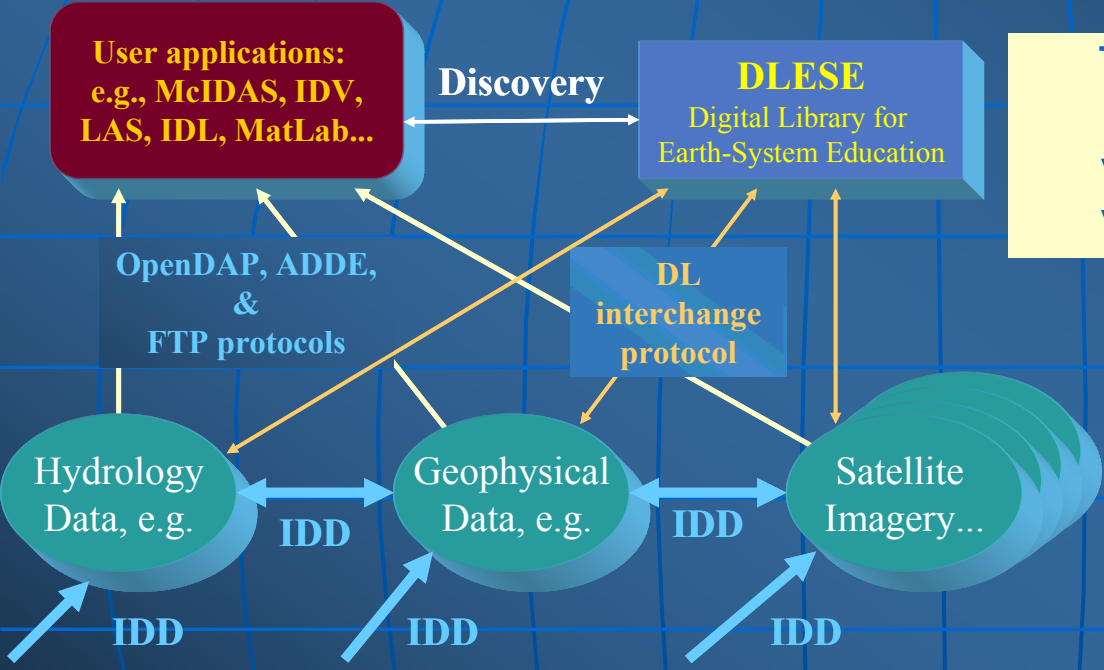 User applications:
e.g., McIDAS, IDV,
LAS, IDL, MatLab...
Discovery
DLESE
Digital Library for
Earth-System Education
OpenDAP, ADDE,
&
FTP protocols
DL
interchange
protocol
Hydrology
Data, e.g.
IDD
Geophysical
Data, e.g.
IDD
Satellite
Imagery...
IDD
IDD
IDD